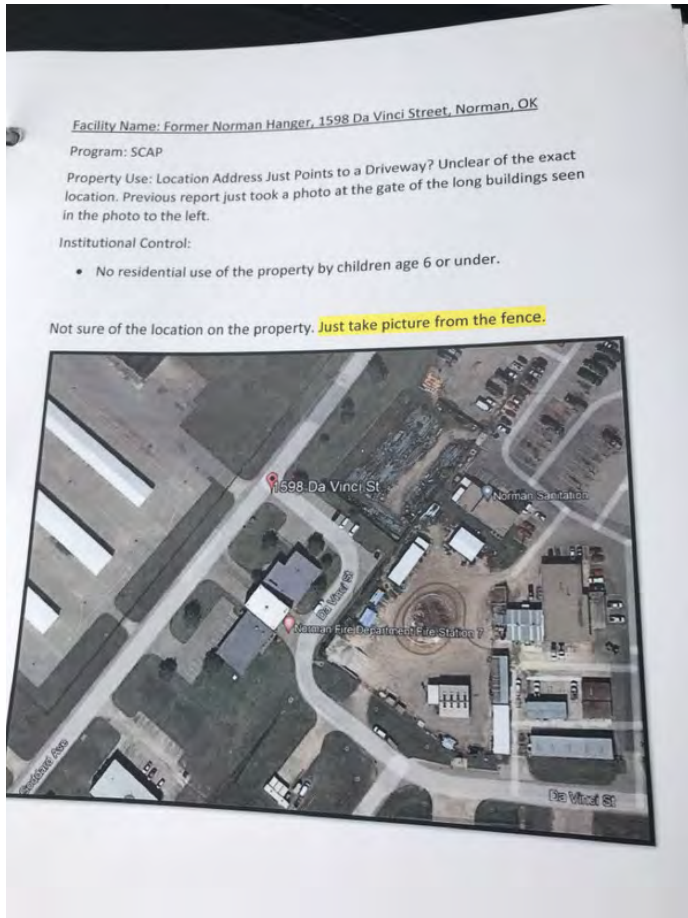 Facility Name: Former Norman Hanger, 1598 Da Vinci Street, Norman, OK
Program: SCAP
Property Use: Location Address Just Points to a Driveway? Unclear of the exact
location. Previous report just took a photo at the gate of the long buildings seen
in the photo to the left.
Institutional Control:
• No residential use of the property by children age 6 or under.
Not sure of the location on the property. Just take picture from the fence.
1598 Da Vinci St
Norman Sanitation
Da Vinci St
Norman Fire Department Fire Station 7
Goddard Ave
Da Vinci St